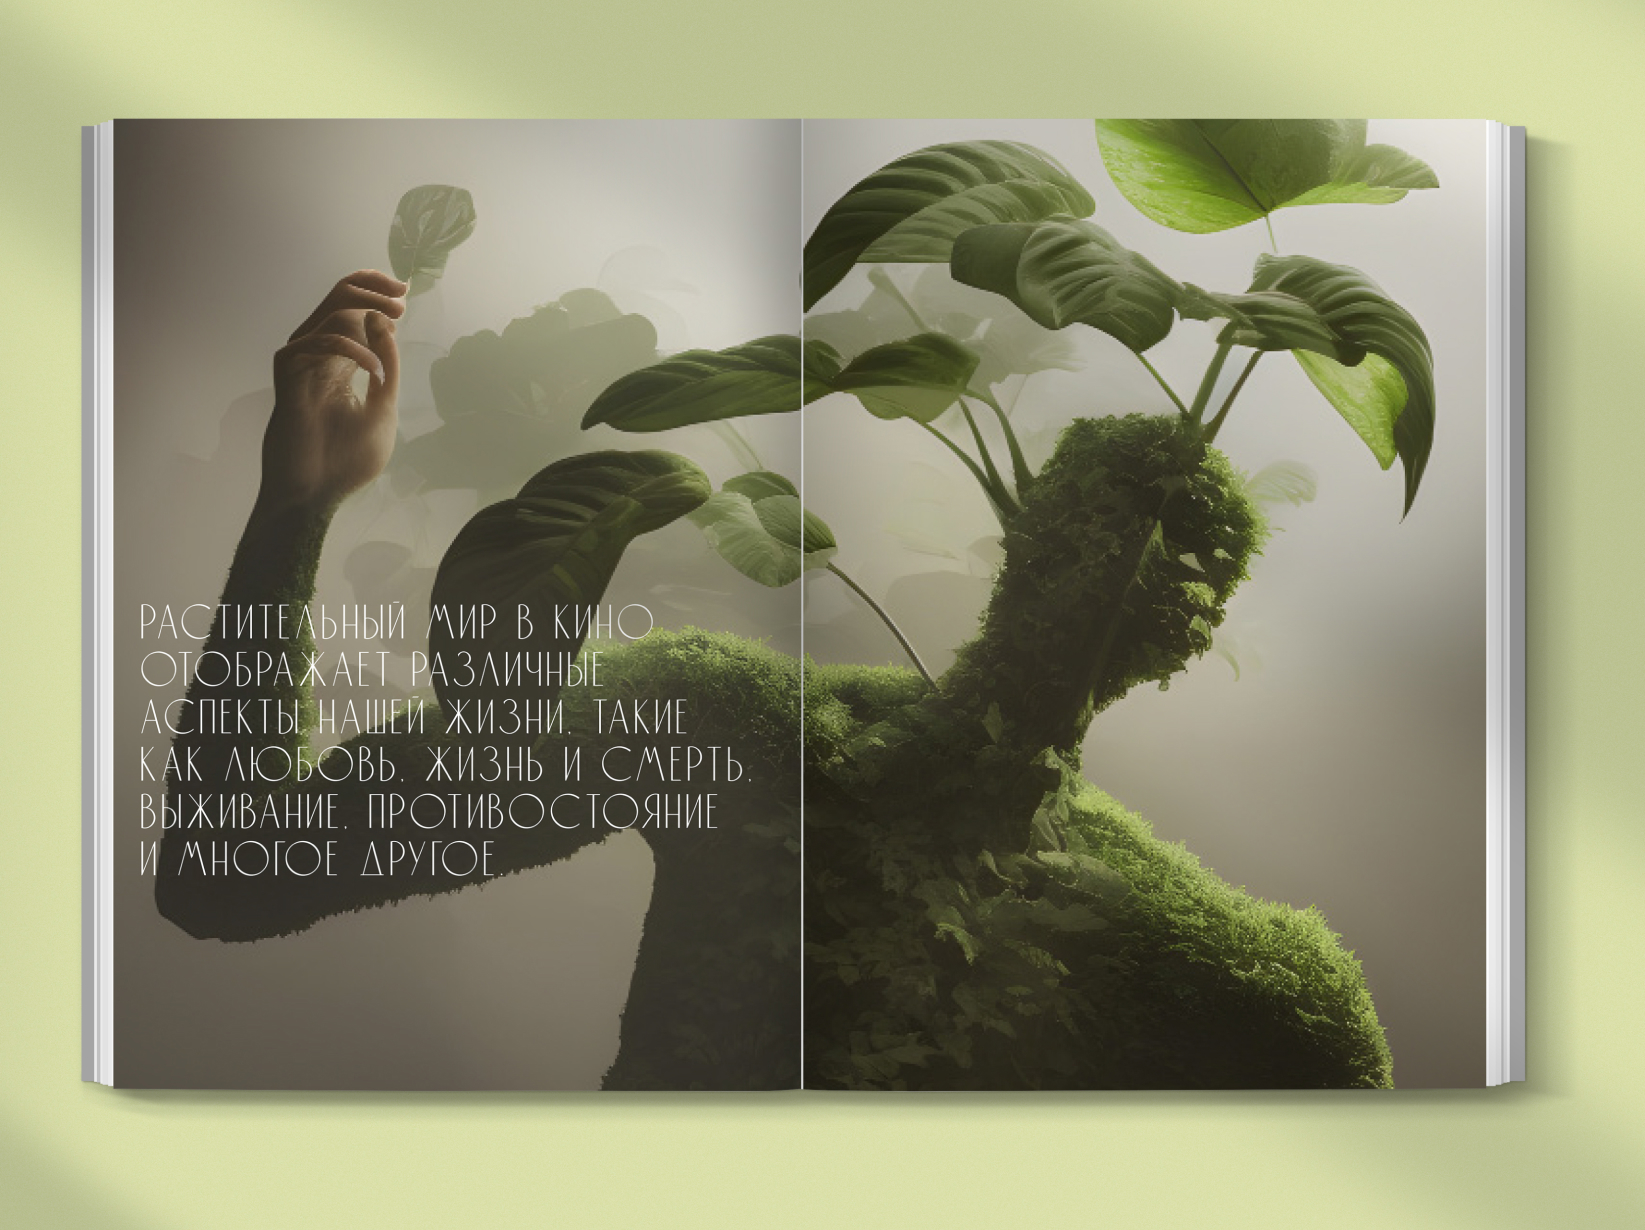 РАСТИТЕЛЬНЫЙ МИР В КИНО
ОТОБРАЖАЕТ РАЗЛИЧНЫЕ
АСПЕКТЫ НАШЕЙ ЖИЗНИ, ТАКИЕ
КАК ЛЮБОВЬ, ЖИЗНЬ И СМЕРТЬ,
ВЫЖИВАНИЕ, ПРОТИВОСТОЯНИЕ
И МНОГОЕ ДРУГОЕ.